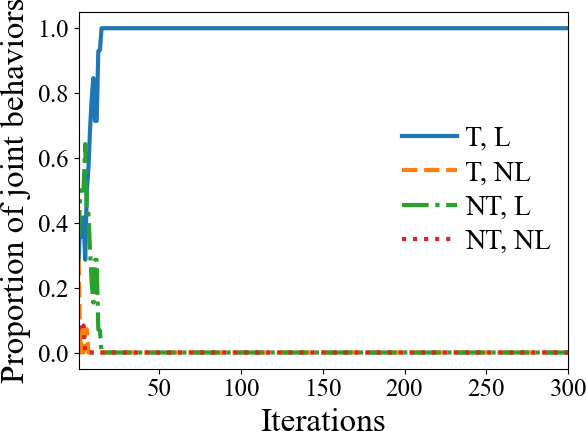 Proportion of joint behaviors
1.0
0.8
0.6
0.4
0.2
0.0
T, L
T, NL
NT, L
NT, NL
50 100 150 200 250 300
Iterations